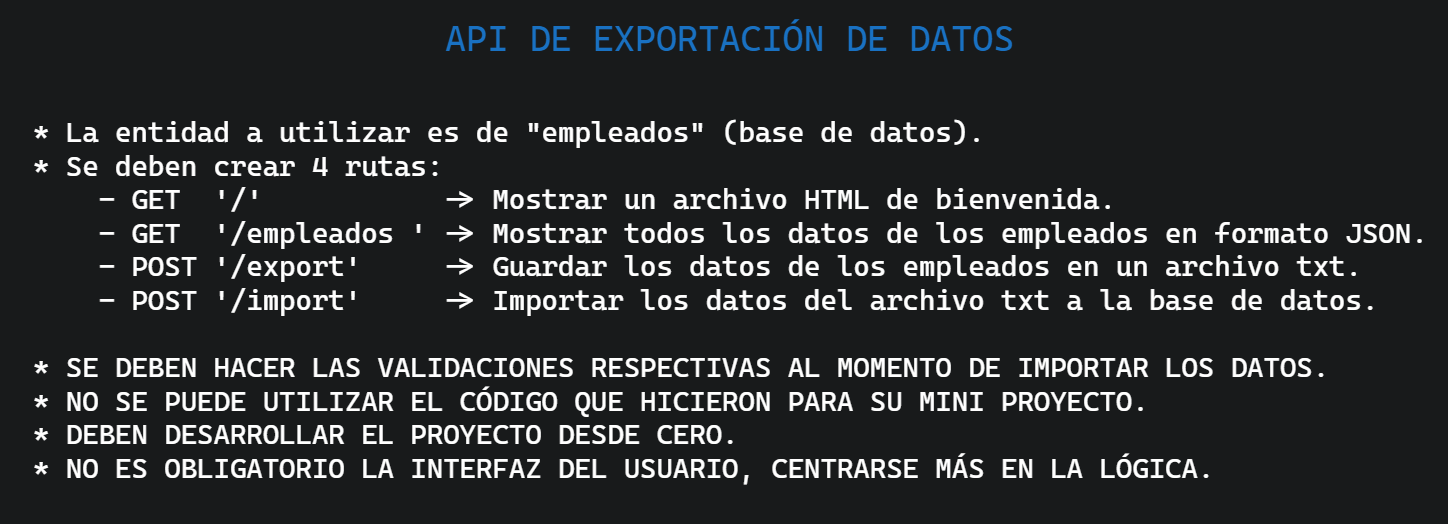 API DE EXPORTACIÓN DE DATOS
* La entidad a utilizar es de "empleados" (base de datos).
* Se deben crear 4 rutas:
- GET '/' -> Mostrar un archivo HTML de bienvenida.
- GET '/empleados ' -> Mostrar todos los datos de los empleados en formato JSON.
- POST '/export' -> Guardar los datos de los empleados en un archivo txt.
- POST '/import' -> Importar los datos del archivo txt a la base de datos.
* SE DEBEN HACER LAS VALIDACIONES RESPECTIVAS AL MOMENTO DE IMPORTAR LOS DATOS.
* NO SE PUEDE UTILIZAR EL CÓDIGO QUE HICIERON PARA SU MINI PROYECTO.
* DEBEN DESARROLLAR EL PROYECTO DESDE CERO.
* NO ES OBLIGATORIO LA INTERFAZ DEL USUARIO, CENTRARSE MÁS EN LA LÓGICA.